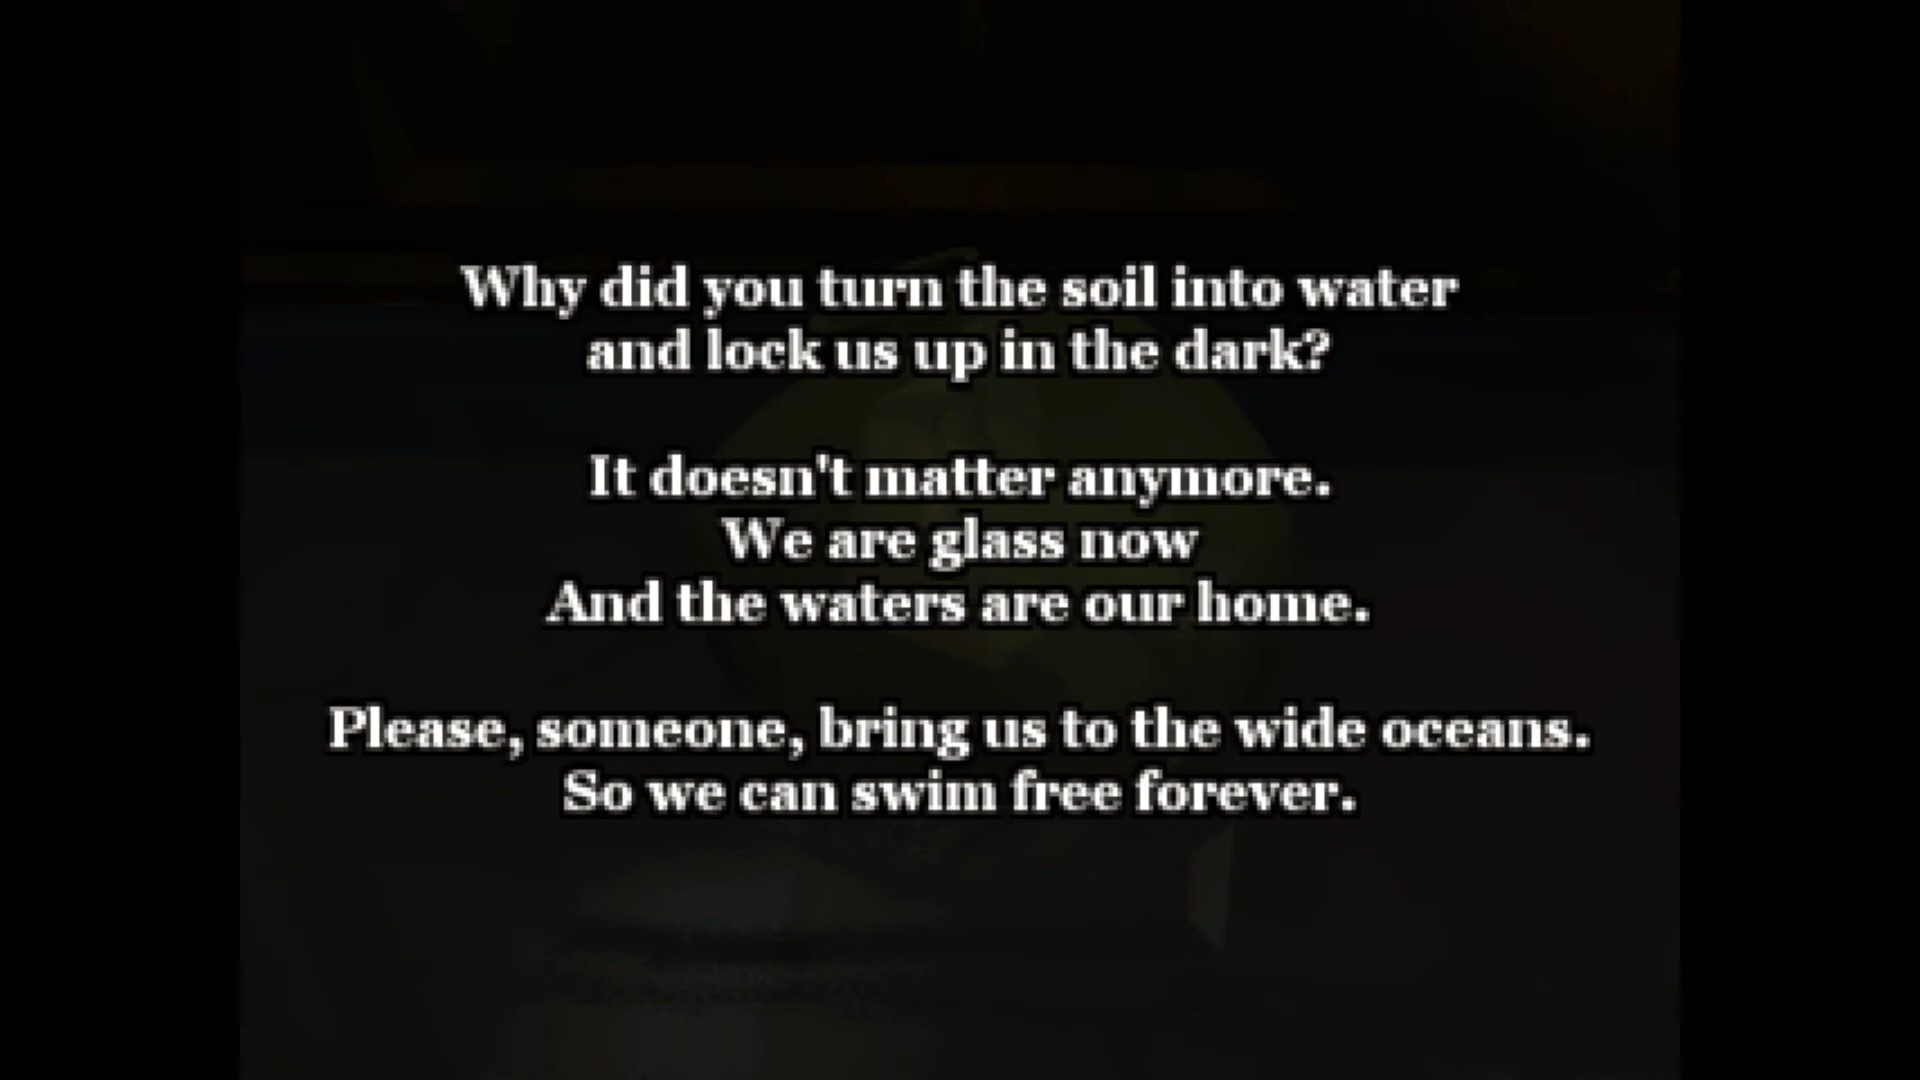 Why did you turn the soil into water
and lock us up in the dark?
It doesn't matter anymore.
We are glass now
And the waters are our home.
Please, someone, bring us to the wide oceans.
So we can swim free forever.